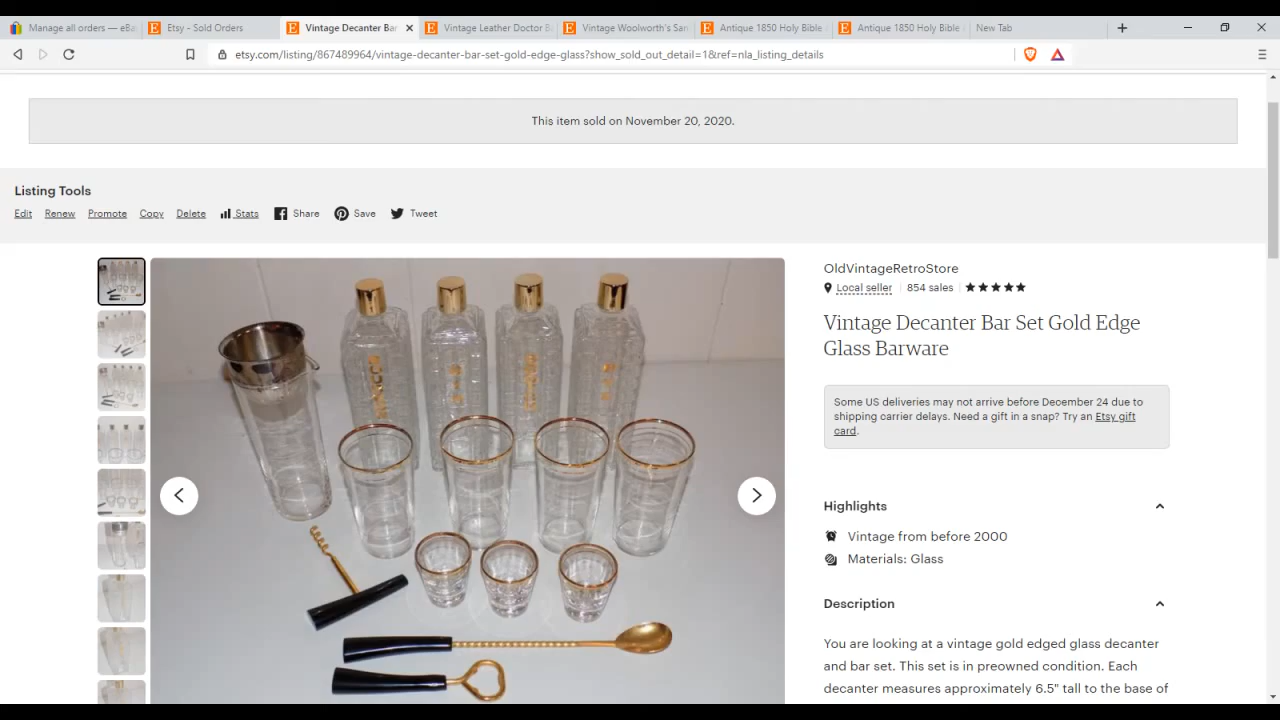 Manage all orders — eBa
Etsy - Sold Orders
Vintage Decanter Bar
Vintage Leather Doctor B
Vintage Woolworth's San
Antique 1850 Holy Bible
Antique 1850 Holy Bible
New Tab
etsy.com/listing/867489964/vintage-decanter-bar-set-gold-edge-glass?show_sold_out_detail=1&ref=nla_listing_details
This item sold on November 20, 2020.
Listing Tools
Edit Renew Promote Copy Delete Stats Share Save Tweet
OldVintageRetroStore
Local seller 854 sales
Vintage Decanter Bar Set Gold Edge
Glass Barware
Some US deliveries may not arrive before December 24 due to
shipping carrier delays. Need a gift in a snap? Try an Etsy gift
card.
Highlights
Vintage from before 2000
Materials: Glass
Description
You are looking at a vintage gold edged glass decanter
and bar set. This set is in preowned condition. Each
decanter measures approximately 6.5" tall to the base of